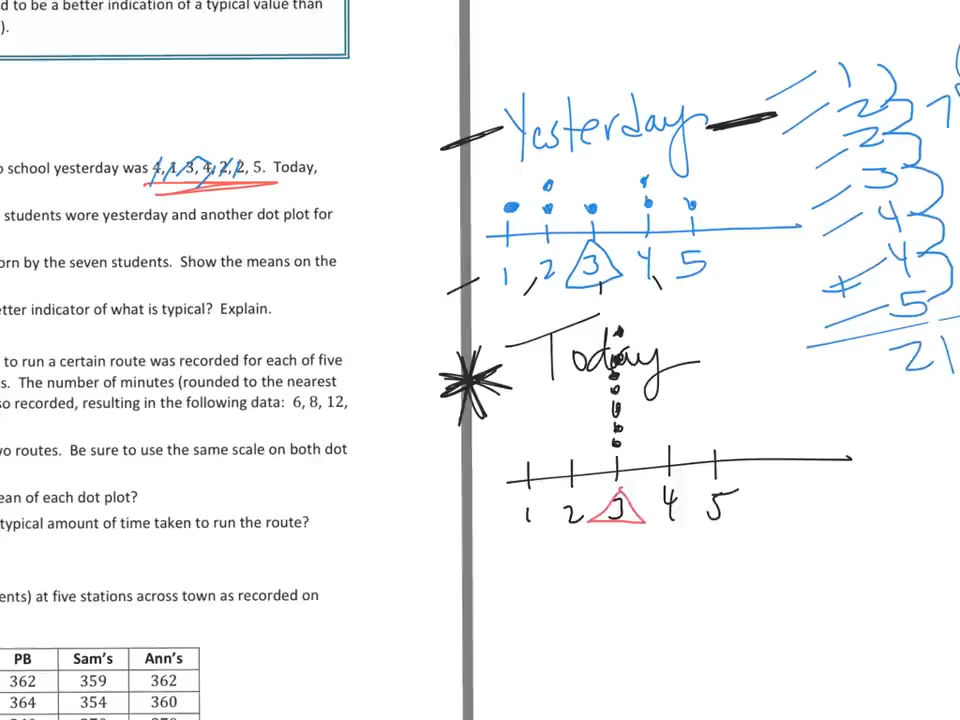 d to be a better indication of a typical value than
).
o school yesterday was 4, 1, 3, 4, 2, 2, 5.  Today,
students wore yesterday and another dot plot for
orn by the seven students.  Show the means on the
etter indicator of what is typical?  Explain.
to run a certain route was recorded for each of five
s.  The number of minutes (rounded to the nearest
so recorded, resulting in the following data:  6, 8, 12,
wo routes.  Be sure to use the same scale on both dot
ean of each dot plot?
typical amount of time taken to run the route?
ents) at five stations across town as recorded on
PB Sam's Ann's
362 359 362
364 354 360
Yesterday
1 2 3 4 5
Today
1 2 3 4 5
1
2
2
3
4
4
+ 5
21
7